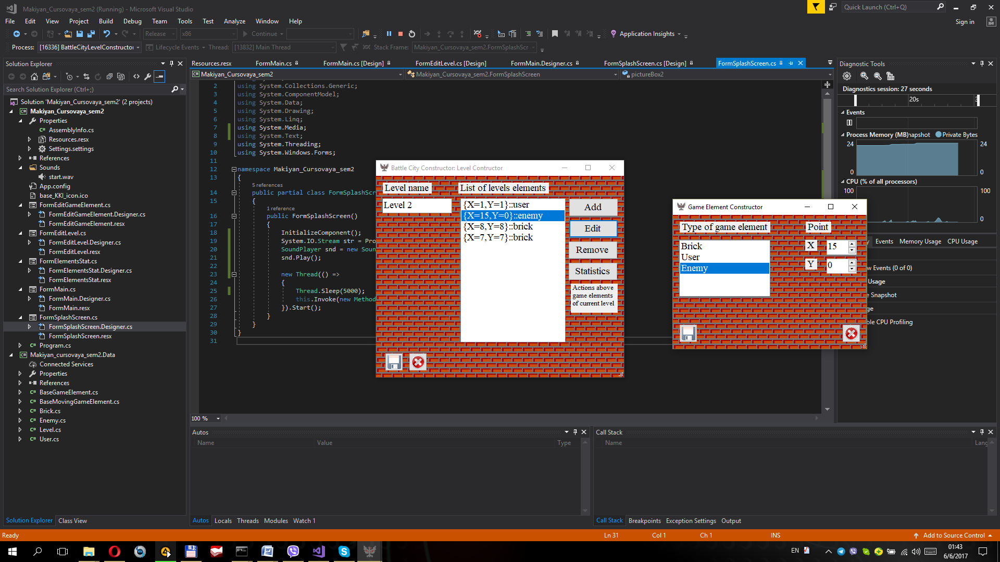 Makiyan_Cursovaya_sem2 (Running) - Microsoft Visual Studio
Quick Launch (Ctrl+Q)
File Edit View Project Build Debug Team Tools Test Analyze Window Help
Sign in
Release x86 Continue Application Insights
Process: [16336] BattleCityLevelConstructor Lifecycle Events Thread: [13832] Main Thread Stack Frame: Makiyan_Cursovaya_sem2.FormSplashScr
Solution Explorer
Search Solution Explorer (Ctrl+;)
Solution 'Makiyan_Cursovaya_sem2' (2 projects)
Makiyan_Cursovaya_sem2
Properties
AssemblyInfo.cs
Resources.resx
Settings.settings
References
Sounds
start.wav
App.config
base_KKI_icon.ico
FormEditGameElement.cs
FormEditGameElement.Designer.cs
FormEditGameElement.resx
FormEditLevel.cs
FormEditLevel.Designer.cs
FormEditLevel.resx
FormElementsStat.cs
FormElementsStat.Designer.cs
FormElementsStat.resx
FormMain.cs
FormMain.Designer.cs
FormMain.resx
FormSplashScreen.cs
FormSplashScreen.Designer.cs
FormSplashScreen.resx
Program.cs
Makiyan_cursovaya_sem2.Data
Connected Services
Properties
References
BaseGameElement.cs
BaseMovingGameElement.cs
Brick.cs
Enemy.cs
Level.cs
User.cs
Solution Explorer Class View
Resources.resx FormMain.cs FormMain.cs [Design] FormEditLevel.cs [Design] FormMain.Designer.cs FormSplashScreen.cs [Design] FormSplashScreen.cs
Makiyan_Cursovaya_sem2 Makiyan_Cursovaya_sem2.FormSplashScreen pictureBox2
2 using System.Collections.Generic;
3 using System.ComponentModel;
4 using System.Data;
5 using System.Drawing;
6 using System.Linq;
7 using System.Media;
8 using System.Text;
9 using System.Threading;
10 using System.Windows.Forms;
11
12 namespace Makiyan_Cursovaya_sem2
13 {
5 references
14 public partial class FormSplashScr
15 {
1 reference
16 public FormSplashScreen()
17 {
18 InitializeComponent();
19 System.IO.Stream str = Pro
20 SoundPlayer snd = new Soun
21 snd.Play();
22
23 new Thread(() =>
24 {
25 Thread.Sleep(5000);
26 this.Invoke(new Method
27 }).Start();
28 }
29 }
30 }
31
100 %
Battle City Constructor: Level Contructor
Level name
List of levels elements
Level 2
{X=1,Y=1}::user
{X=15,Y=0}::enemy
{X=8,Y=8}::brick
{X=7,Y=7}::brick
Add
Edit
Remove
Statistics
Actions above
game elements
of current level
Game Element Constructor
Type of game element
Point
Brick
User
Enemy
X 15
Y 0
Diagnostic Tools
Diagnostics session: 27 seconds
20s
Events
Process Memory (MB) napshot Private Bytes
24 24
0 0
CPU (% of all processors)
100 100
0
Events Memory Usage CPU Usage
w Events (0 of 0)
Usage
e Snapshot
ge
ble CPU Profiling
Autos
Name Value Type
Autos Locals Threads Modules Watch 1
Call Stack
Name Lang
Call Stack Breakpoints Exception Settings Output
Ready Ln 31 Col 1 Ch 1 INS Add to Source Control
EN
01:43
6/6/2017